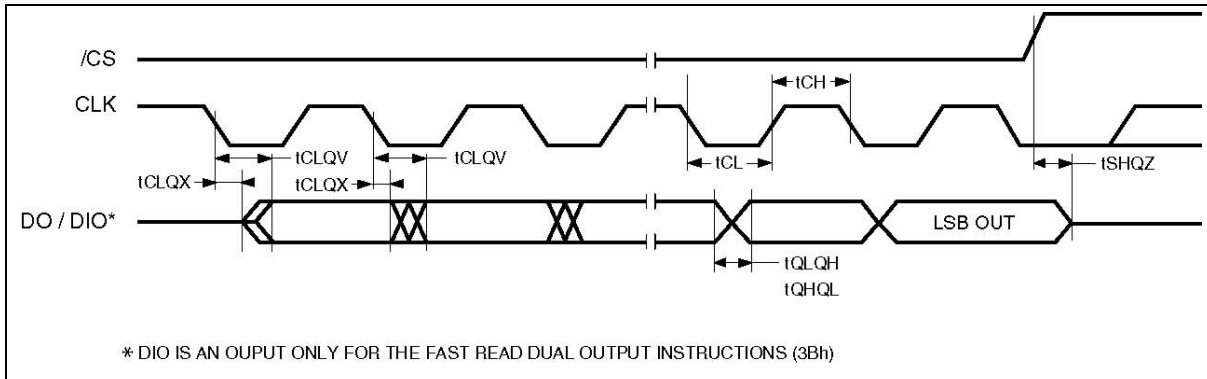 /CS
tCH
CLK
tCLQV
tCLQV
tCL
tSHQZ
tCLQX
tCLQX
DO / DIO*
LSB OUT
tQLQH
tQHQL
* DIO IS AN OUPUT ONLY FOR THE FAST READ DUAL OUTPUT INSTRUCTIONS (3Bh)